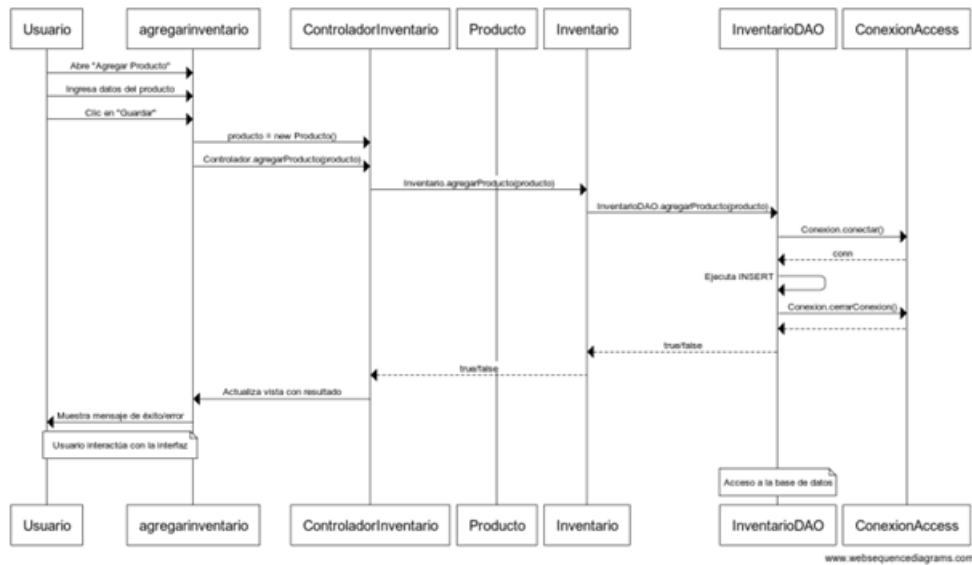 Usuario
agregarinventario
ControladorInventario
Producto
Inventario
InventarioDAO
ConexionAccess
Abre "Agregar Producto"
Ingresa datos del producto
Clic en "Guardar"
producto = new Producto()
Controlador.agregarProducto(producto)
Inventario.agregarProducto(producto)
InventarioDAO.agregarProducto(producto)
Conexion.conectar()
conn
Ejecuta INSERT
Conexion.cerrarConexion()
true/false
true/false
Actualiza vista con resultado
Muestra mensaje de éxito/error
Usuario interactúa con la interfaz
Acceso a la base de datos
Usuario
agregarinventario
ControladorInventario
Producto
Inventario
InventarioDAO
ConexionAccess
www.websequencediagrams.com